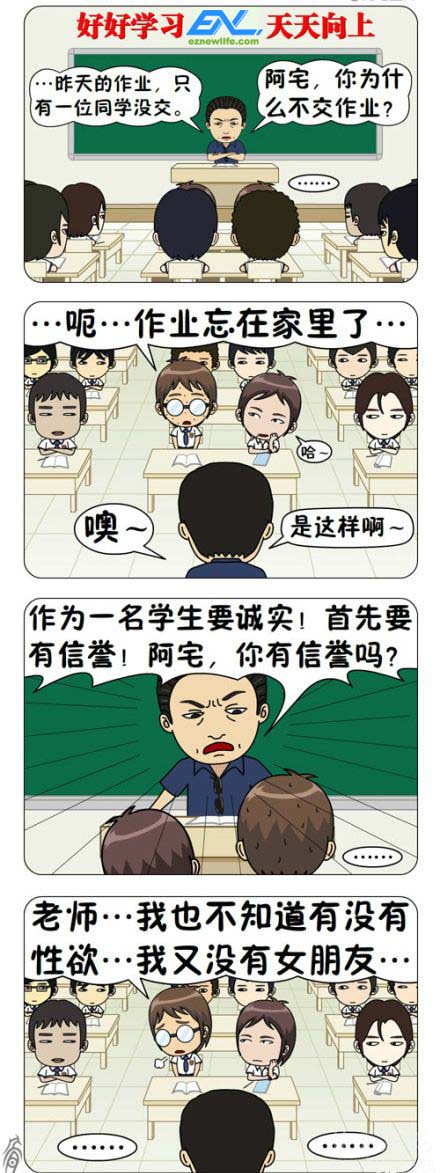 好好学习ENL,天天向上
eznewlife.com
…昨天的作业，只
有一位同学没交。
阿宅，你为什
么不交作业？
……
…呃…作业忘在家里了…
哈~
噢～
是这样啊～
作为一名学生要诚实！首先要
有信誉！阿宅，你有信誉吗？
……
老师…我也不知道有没有
性欲…我又没有女朋友…
……
……